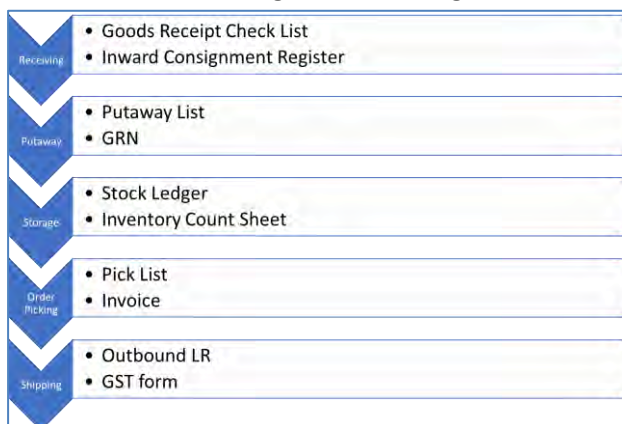 Receiving
• Goods Receipt Check List
• Inward Consignment Register
Putaway
• Putaway List
• GRN
Storage
• Stock Ledger
• Inventory Count Sheet
Order
Picking
• Pick List
• Invoice
Shipping
• Outbound LR
• GST form